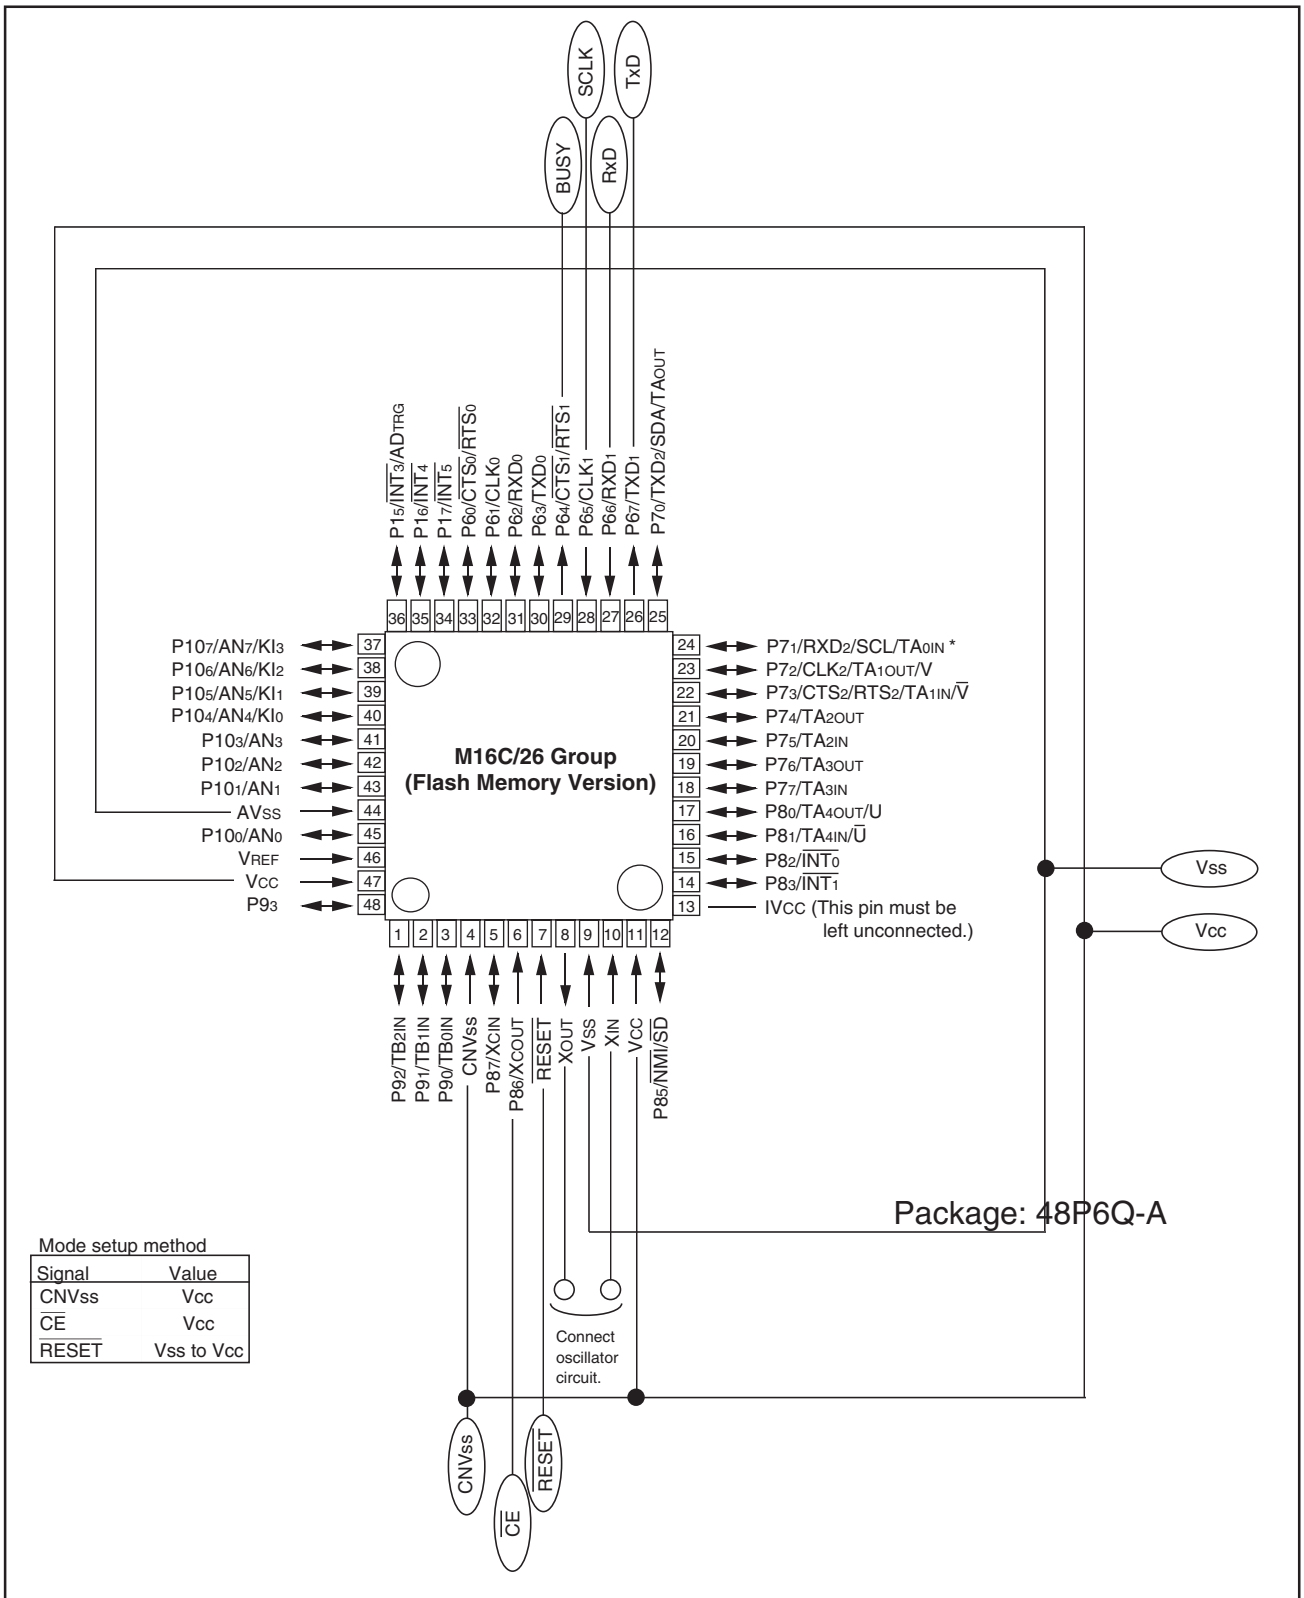 SCLK
TxD
BUSY
RxD
P15/INT3/ADTRG
P16/INT4
P17/INT5
P60/CTS0/RTS0
P61/CLK0
P62/RXD0
P63/TXD0
P64/CTS1/RTS1
P65/CLK1
P66/RXD1
P67/TXD1
P70/TXD2/SDA/TAOUT
36 35 34 33 32 31 30 29 28 27 26 25
P107/AN7/KI3 37
P106/AN6/KI2 38
P105/AN5/KI1 39
P104/AN4/KI0 40
P103/AN3 41
P102/AN2 42
P101/AN1 43
AVSS 44
P100/AN0 45
VREF 46
VCC 47
P93 48
M16C/26 Group
(Flash Memory Version)
24 P71/RXD2/SCL/TA0IN *
23 P72/CLK2/TA1OUT/V
22 P73/CTS2/RTS2/TA1IN/V̅
21 P74/TA2OUT
20 P75/TA2IN
19 P76/TA3OUT
18 P77/TA3IN
17 P80/TA4OUT/U
16 P81/TA4IN/U̅
15 P82/INT0
14 P83/INT1
13 IVCC (This pin must be
left unconnected.)
Vss
Vcc
1 2 3 4 5 6 7 8 9 10 11 12
P92/TB2IN
P91/TB1IN
P90/TB0IN
CNVss
P87/XCIN
P86/XCOUT
RESET
XOUT
VSS
XIN
VCC
P85/NMI/SD
Package: 48P6Q-A
Mode setup method
Signal Value
CNVss Vcc
CE Vcc
RESET Vss to Vcc
Connect
oscillator
circuit.
CNVss
CE
RESET